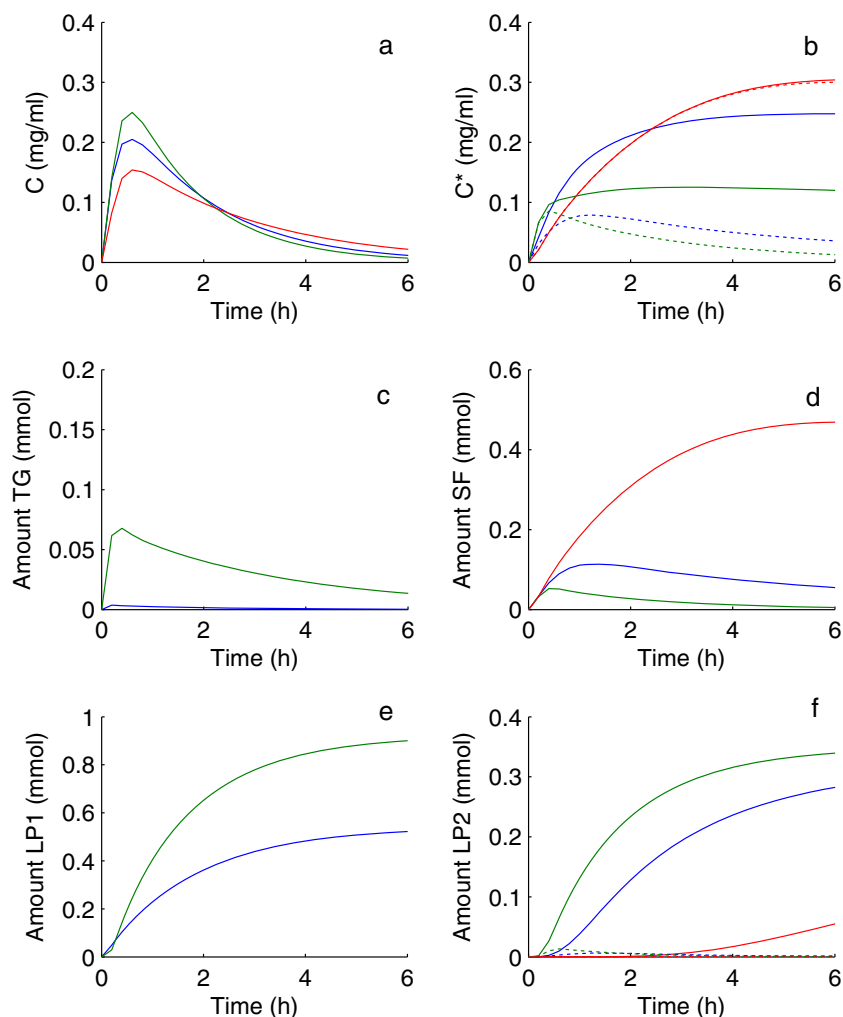 a
C (mg/ml)
0.4
0.3
0.2
0.1
0
0 2 4 6
Time (h)
b
C* (mg/ml)
0.4
0.3
0.2
0.1
0
0 2 4 6
Time (h)
c
Amount TG (mmol)
0.2
0.15
0.1
0.05
0
0 2 4 6
Time (h)
d
Amount SF (mmol)
0.6
0.4
0.2
0
0 2 4 6
Time (h)
e
Amount LP1 (mmol)
1
0.8
0.6
0.4
0.2
0
0 2 4 6
Time (h)
f
Amount LP2 (mmol)
0.4
0.3
0.2
0.1
0
0 2 4 6
Time (h)